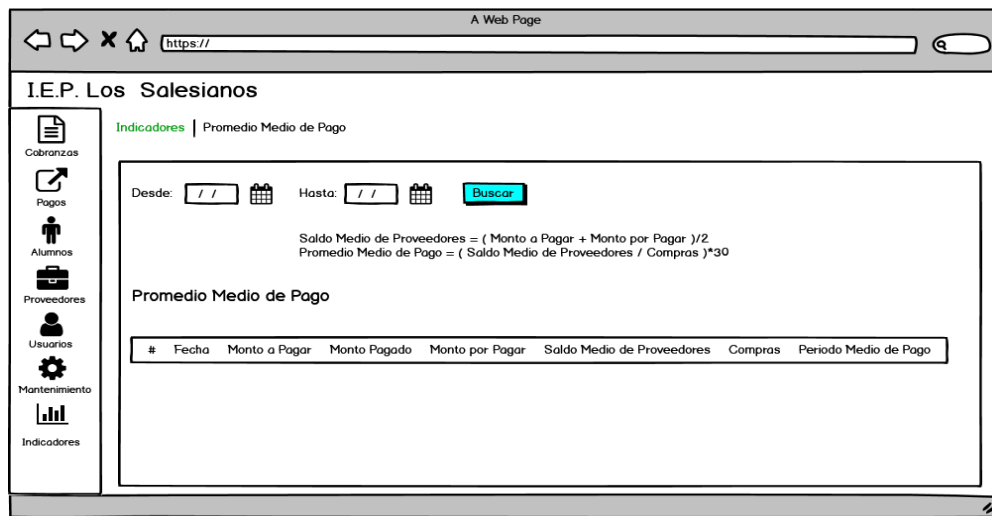 A Web Page
https://
I.E.P. Los Salesianos
Cobranzas
Pagos
Alumnos
Proveedores
Usuarios
Mantenimiento
Indicadores
Indicadores | Promedio Medio de Pago
Desde: / / Hasta: / / Buscar
Saldo Medio de Proveedores = ( Monto a Pagar + Monto por Pagar )/2
Promedio Medio de Pago = ( Saldo Medio de Proveedores / Compras )*30
Promedio Medio de Pago
# Fecha Monto a Pagar Monto Pagado Monto por Pagar Saldo Medio de Proveedores Compras Periodo Medio de Pago